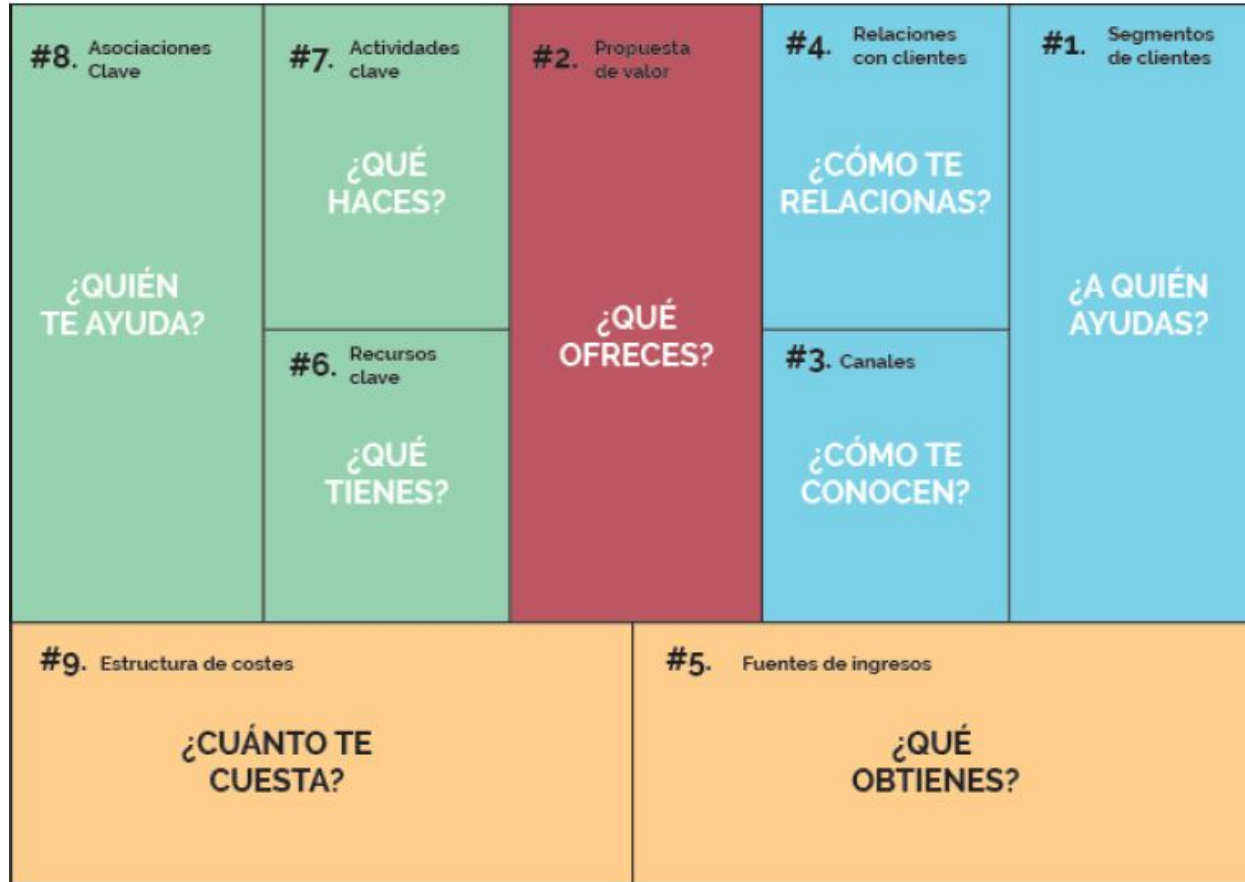 #8. Asociaciones
Clave
¿QUIÉN
TE AYUDA?
#7. Actividades
clave
¿QUÉ
HACES?
#6. Recursos
clave
¿QUÉ
TIENES?
#2. Propuesta
de valor
¿QUÉ
OFRECES?
#4. Relaciones
con clientes
¿CÓMO TE
RELACIONAS?
#3. Canales
¿CÓMO TE
CONOCEN?
#1. Segmentos
de clientes
¿A QUIÉN
AYUDAS?
#9. Estructura de costes
¿CUÁNTO TE
CUESTA?
#5. Fuentes de ingresos
¿QUÉ
OBTIENES?